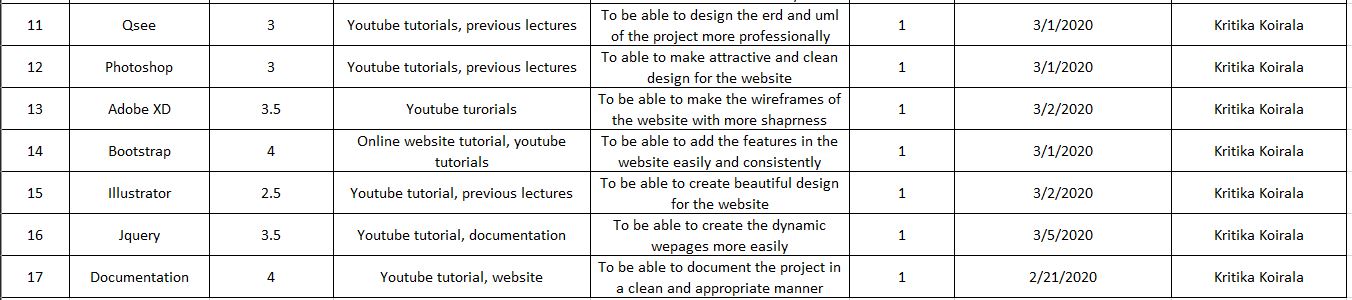 11 Qsee 3 Youtube tutorials, previous lectures To be able to design the erd and uml of the project more professionally 1 3/1/2020 Kritika Koirala
12 Photoshop 3 Youtube tutorials, previous lectures To able to make attractive and clean design for the website 1 3/1/2020 Kritika Koirala
13 Adobe XD 3.5 Youtube turorials To be able to make the wireframes of the website with more shaprness 1 3/2/2020 Kritika Koirala
14 Bootstrap 4 Online website tutorial, youtube tutorials To be able to add the features in the website easily and consistently 1 3/1/2020 Kritika Koirala
15 Illustrator 2.5 Youtube tutorial, previous lectures To be able to create beautiful design for the website 1 3/2/2020 Kritika Koirala
16 Jquery 3.5 Youtube tutorial, documentation To be able to create the dynamic wepages more easily 1 3/5/2020 Kritika Koirala
17 Documentation 4 Youtube tutorial, website To be able to document the project in a clean and appropriate manner 1 2/21/2020 Kritika Koirala